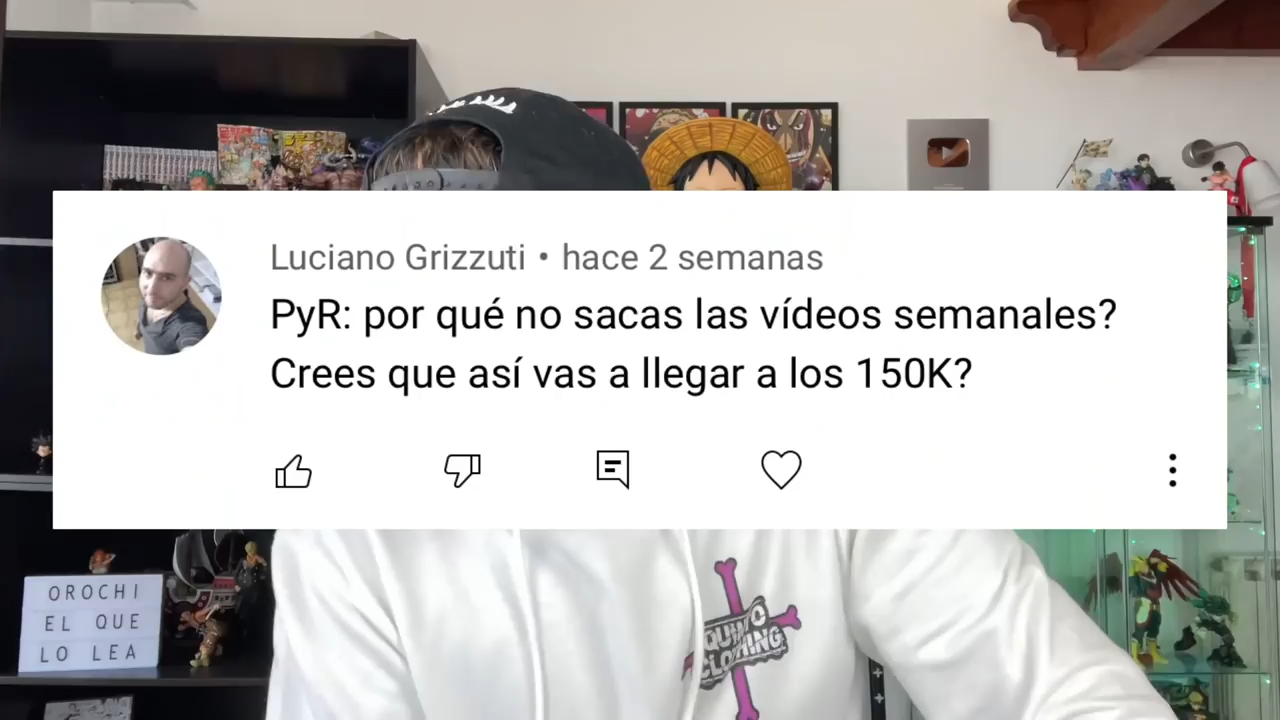 Luciano Grizzuti • hace 2 semanas
PyR: por qué no sacas las vídeos semanales?
Crees que así vas a llegar a los 150K?
OROCHI
EL QUE
LO LEA